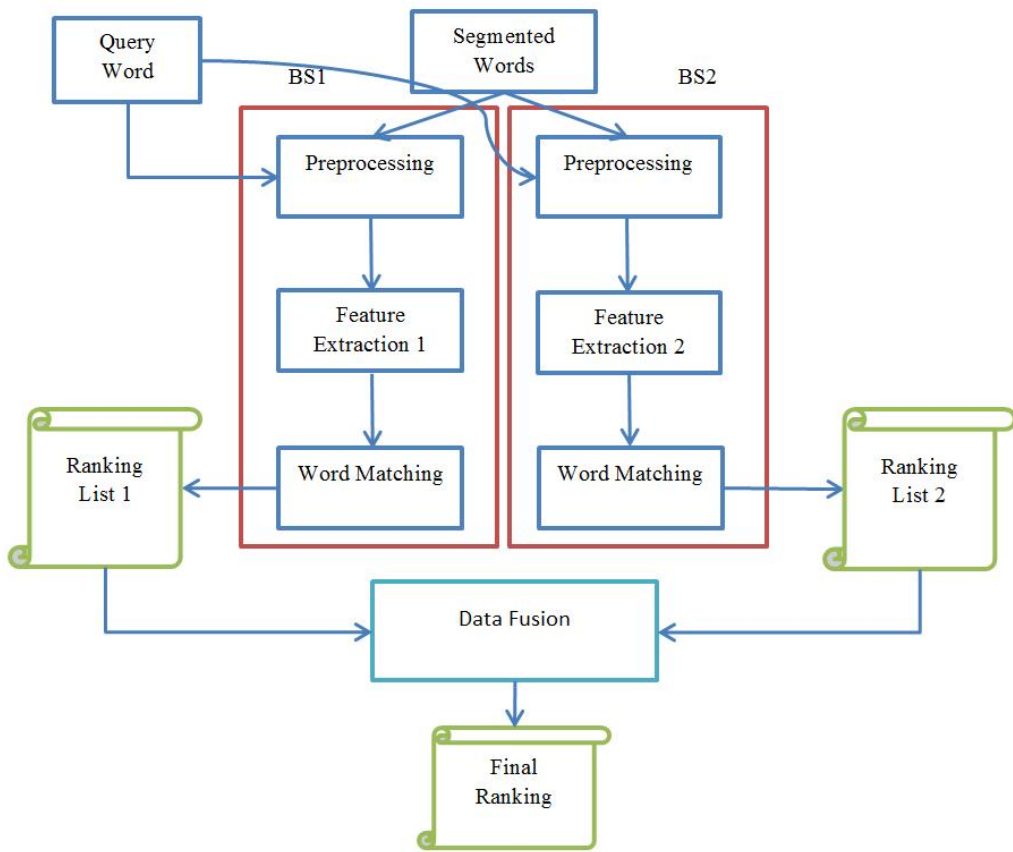 Query
Word
Segmented
Words
BS1
BS2
Preprocessing
Preprocessing
Feature
Extraction 1
Feature
Extraction 2
Ranking
List 1
Word Matching
Word Matching
Ranking
List 2
Data Fusion
Final
Ranking